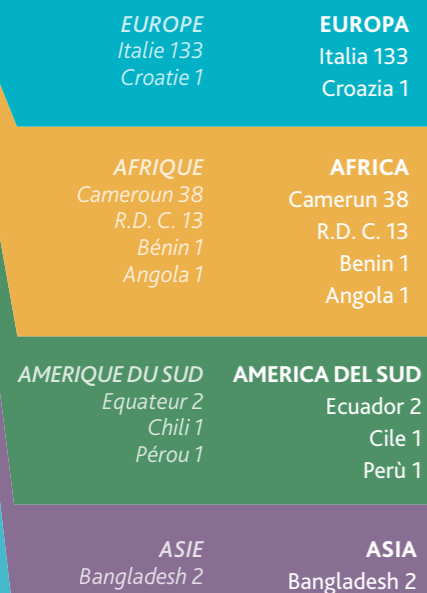 EUROPE
Italie 133
Croatie 1
EUROPA
Italia 133
Croazia 1
AFRIQUE
Cameroun 38
R.D. C. 13
Bénin 1
Angola 1
AFRICA
Camerun 38
R.D. C. 13
Benin 1
Angola 1
AMERIQUE DU SUD
Equateur 2
Chili 1
Pérou 1
AMERICA DEL SUD
Ecuador 2
Cile 1
Perù 1
ASIE
Bangladesh 2
ASIA
Bangladesh 2